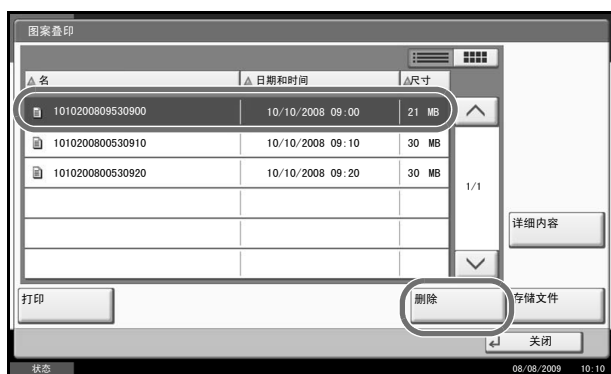 图案叠印
△ 名 △ 日期和时间 △尺寸
1010200809530900 10/10/2008 09:00 21 MB
1010200800530910 10/10/2008 09:10 30 MB
1010200800530920 10/10/2008 09:20 30 MB
1/1
详细内容
打印 删除 存储文件
关闭
状态 08/08/2009 10:10